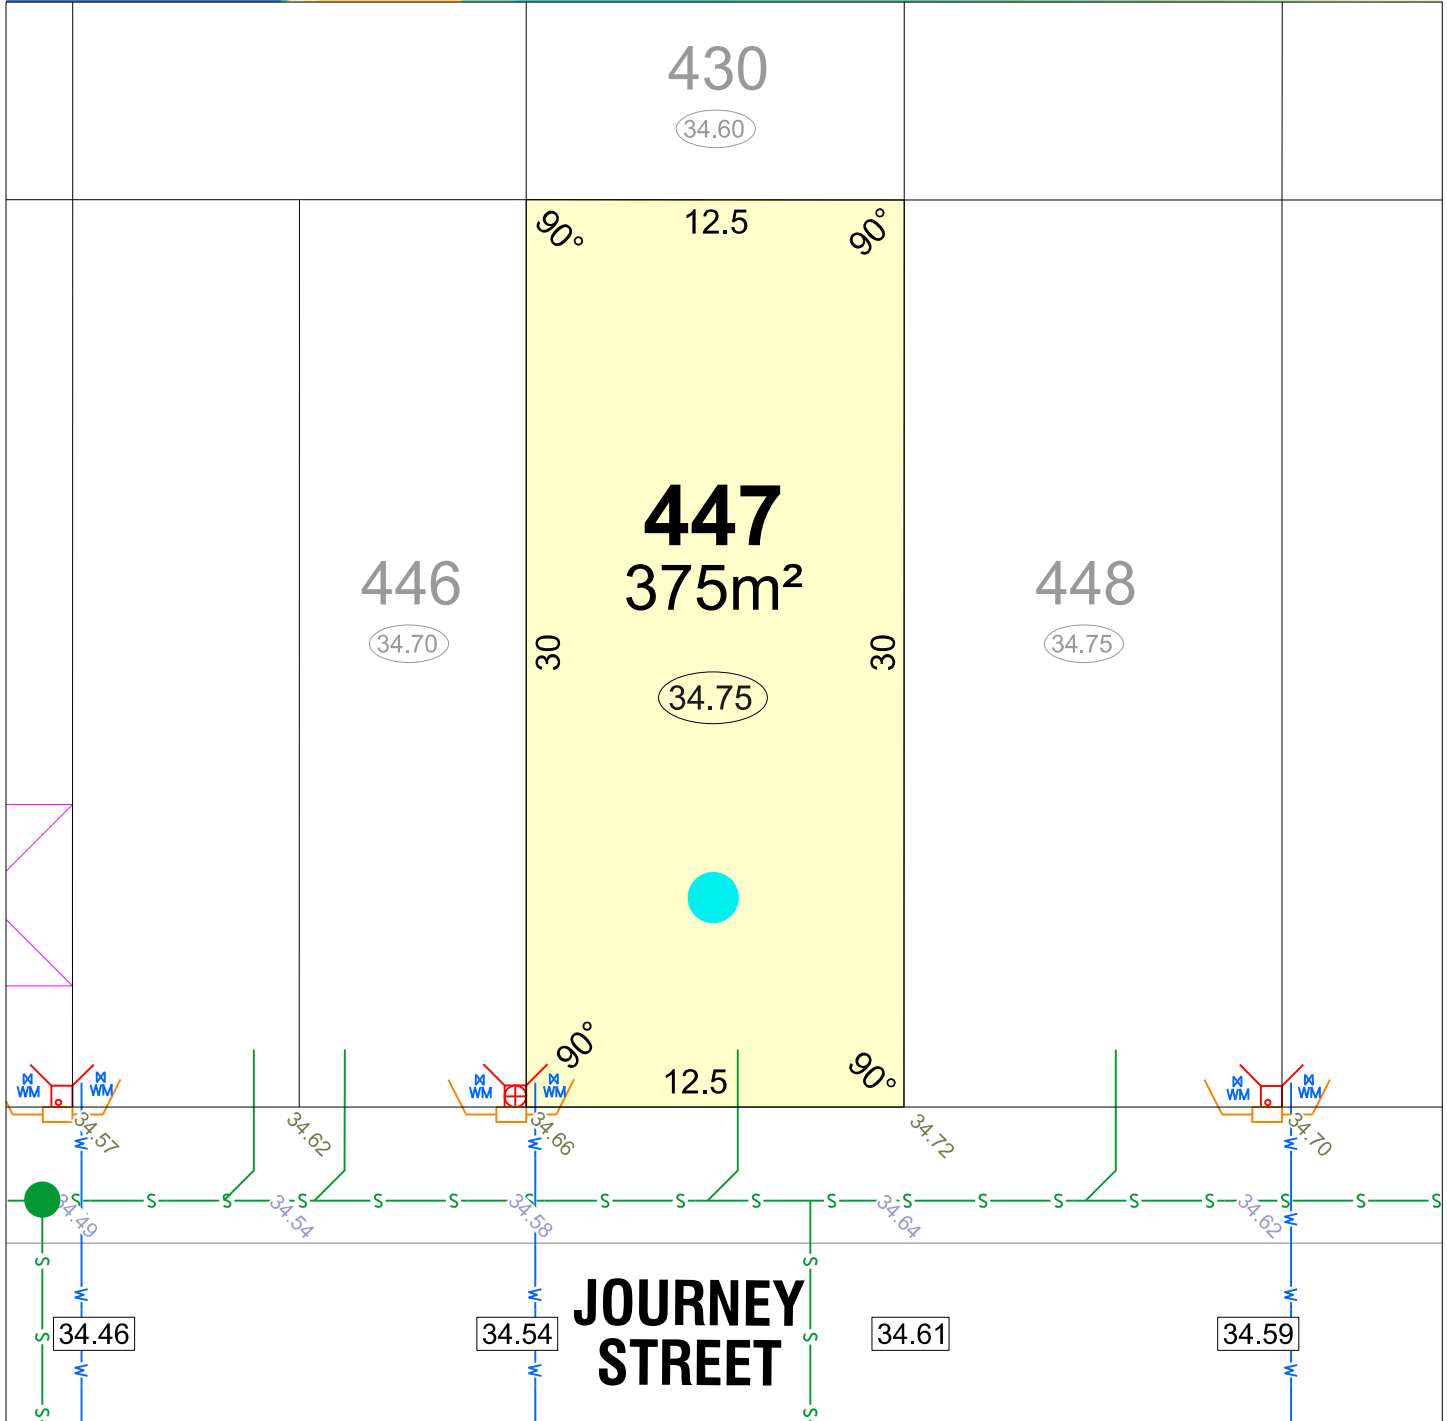 430
34.60
90°
12.5
90°
447
375m²
446
448
34.70
30
30
34.75
34.75
90°
12.5
90°
WM
WM
WM
WM
WM
WM
34.57
34.62
34.66
34.72
34.70
W
W
W
S S S S S S S S S S S S S S S S S S S
34.49
34.54
34.58
34.64
34.62
W
S
S
JOURNEY
W
W
W
34.46
34.54
34.61
34.59
S
S
STREET
W
W
W
S
S